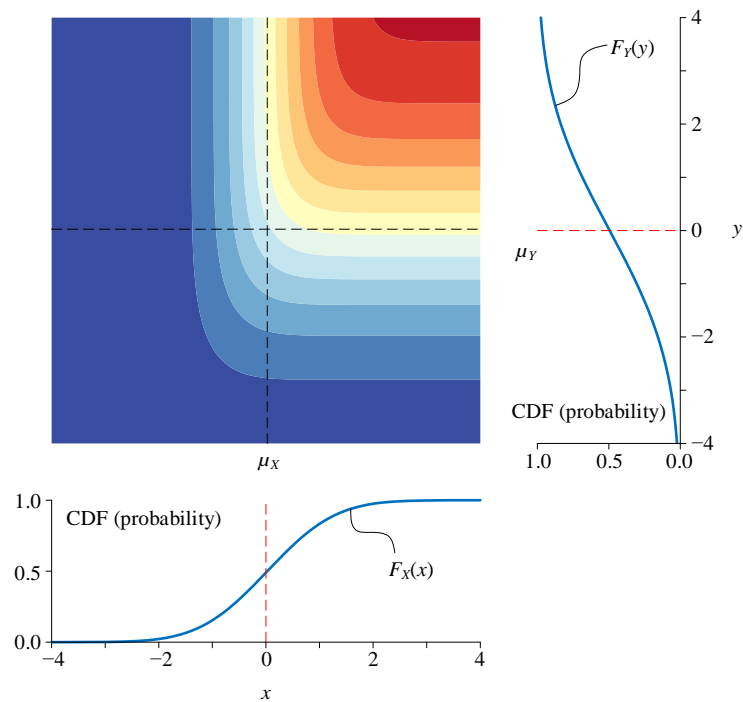 4
F_Y(y)
2
0
y
μ_Y
−2
CDF (probability)
−4
1.0 0.5 0.0
μ_X
1.0
CDF (probability)
F_X(x)
0.5
0.0
−4 −2 0 2 4
x